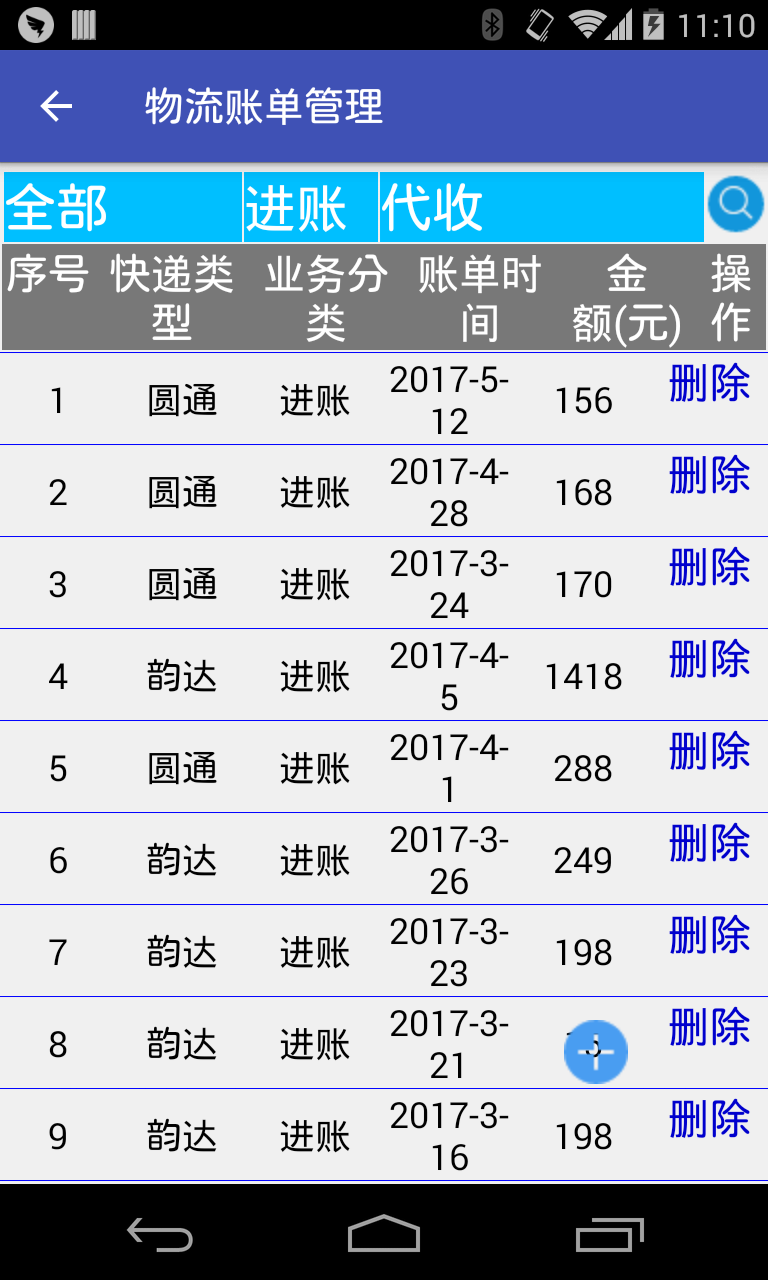 11:10
物流账单管理
全部 进账 代收
序号 快递类 业务分 账单时 金 操
型 类 间 额(元) 作
1 圆通 进账 2017-5- 156 删除
12
2 圆通 进账 2017-4- 168 删除
28
3 圆通 进账 2017-3- 170 删除
24
4 韵达 进账 2017-4- 1418 删除
5
5 圆通 进账 2017-4- 288 删除
1
6 韵达 进账 2017-3- 249 删除
26
7 韵达 进账 2017-3- 198 删除
23
8 韵达 进账 2017-3- 删除
21
9 韵达 进账 2017-3- 198 删除
16